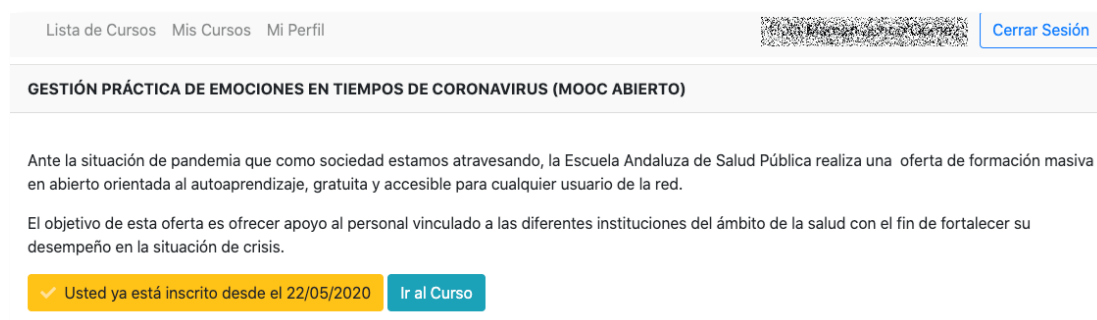 Lista de Cursos Mis Cursos Mi Perfil Cerrar Sesión
GESTIÓN PRÁCTICA DE EMOCIONES EN TIEMPOS DE CORONAVIRUS (MOOC ABIERTO)
Ante la situación de pandemia que como sociedad estamos atravesando, la Escuela Andaluza de Salud Pública realiza una oferta de formación masiva
en abierto orientada al autoaprendizaje, gratuita y accesible para cualquier usuario de la red.
El objetivo de esta oferta es ofrecer apoyo al personal vinculado a las diferentes instituciones del ámbito de la salud con el fin de fortalecer su
desempeño en la situación de crisis.
Usted ya está inscrito desde el 22/05/2020 Ir al Curso